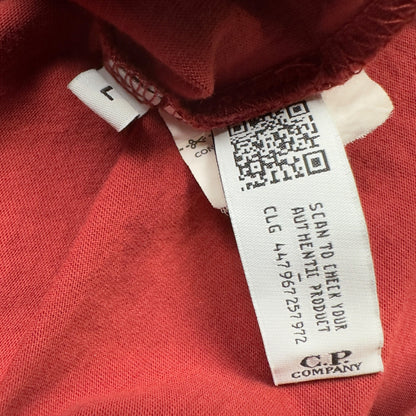 L
SCAN TO CHECK YOUR
AUTHENTIC PRODUCT
CLG 447967257972
C.P.
COMPANY